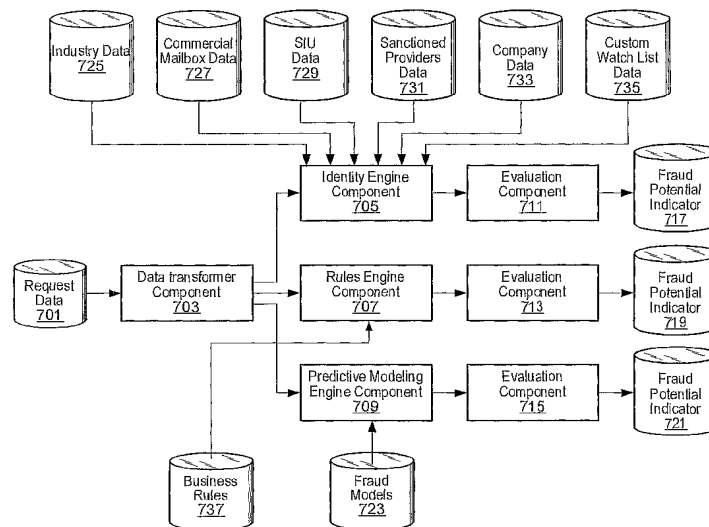 Industry Data
725
Commercial
Mailbox Data
727
SIU
Data
729
Sanctioned
Providers
Data
731
Company
Data
733
Custom
Watch List
Data
735
Identity Engine
Component
705
Evaluation
Component
711
Fraud
Potential
Indicator
717
Request
Data
701
Data transformer
Component
703
Rules Engine
Component
707
Evaluation
Component
713
Fraud
Potential
Indicator
719
Predictive Modeling
Engine Component
709
Evaluation
Component
715
Fraud
Potential
Indicator
721
Business
Rules
737
Fraud
Models
723